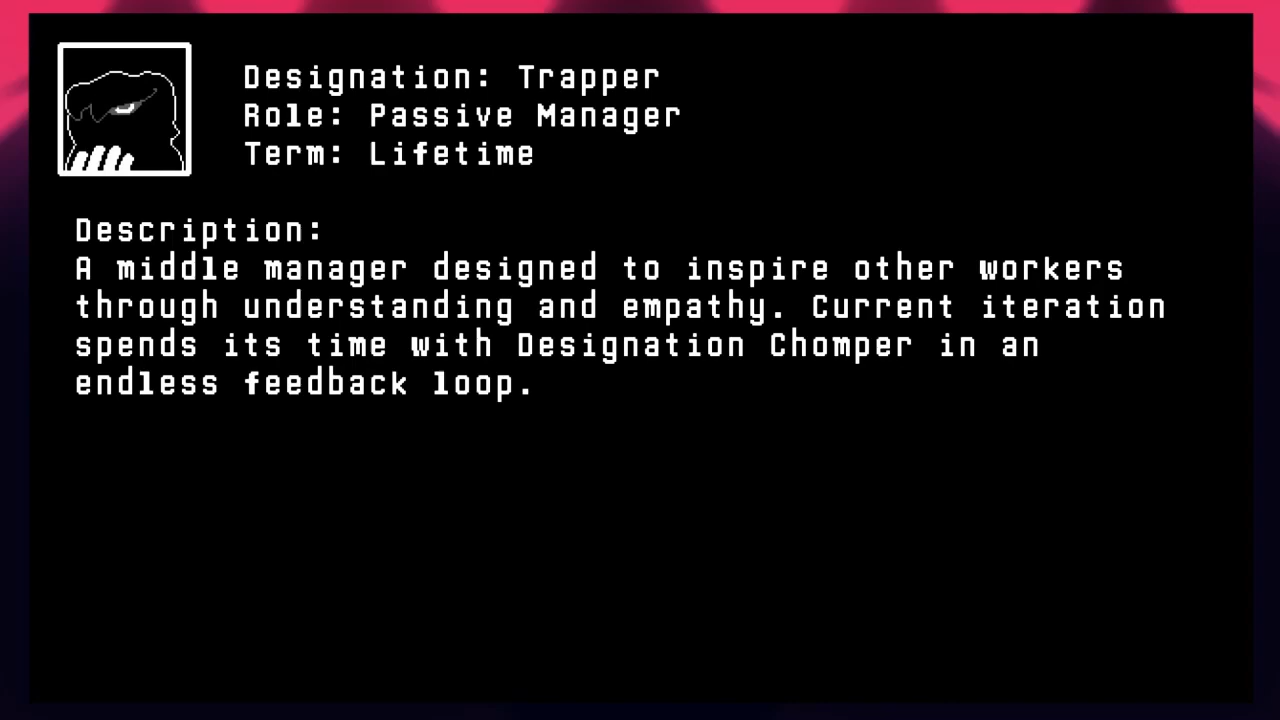 Designation: Trapper
Role: Passive Manager
Term: Lifetime
Description:
A middle manager designed to inspire other workers
through understanding and empathy. Current iteration
spends its time with Designation Chomper in an
endless feedback loop.